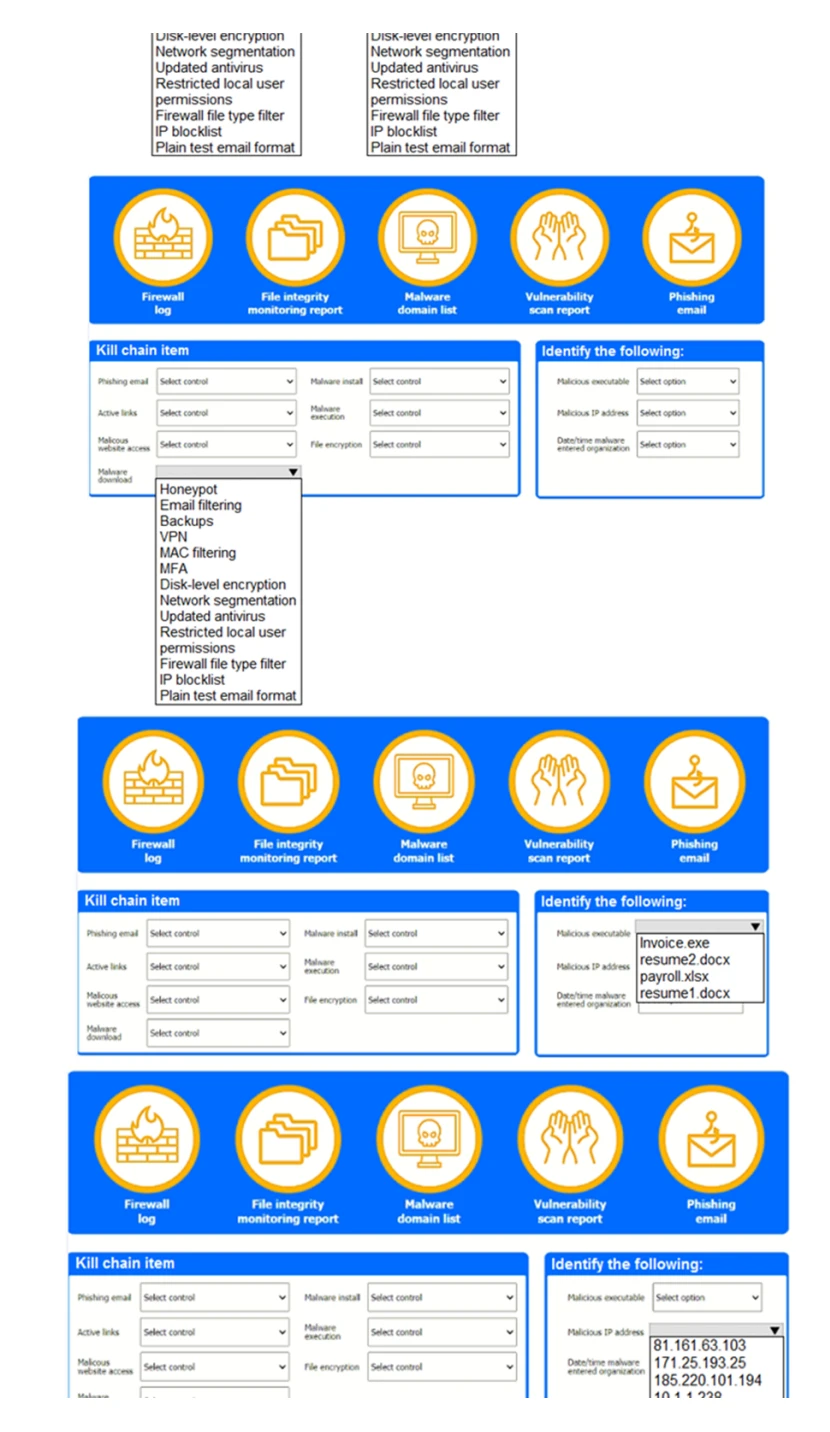 Disk-level encryption
Network segmentation
Updated antivirus
Restricted local user
permissions
Firewall file type filter
IP blocklist
Plain test email format
Disk-level encryption
Network segmentation
Updated antivirus
Restricted local user
permissions
Firewall file type filter
IP blocklist
Plain test email format
Firewall
log
File integrity
monitoring report
Malware
domain list
Vulnerability
scan report
Phishing
email
Kill chain item
Phishing email Select control
Malware install Select control
Active links Select control
Malware
execution Select control
Malicous
website access Select control
File encryption Select control
Malware
download
Honeypot
Email filtering
Backups
VPN
MAC filtering
MFA
Disk-level encryption
Network segmentation
Updated antivirus
Restricted local user
permissions
Firewall file type filter
IP blocklist
Plain test email format
Identify the following:
Malicious executable Select option
Malicious IP address Select option
Date/time malware
entered organization Select option
Firewall
log
File integrity
monitoring report
Malware
domain list
Vulnerability
scan report
Phishing
email
Kill chain item
Phishing email Select control
Malware install Select control
Active links Select control
Malware
execution Select control
Malicous
website access Select control
File encryption Select control
Malware
download Select control
Identify the following:
Malicious executable
Invoice.exe
resume2.docx
payroll.xlsx
resume1.docx
Malicious IP address
Date/time malware
entered organization
Firewall
log
File integrity
monitoring report
Malware
domain list
Vulnerability
scan report
Phishing
email
Kill chain item
Phishing email Select control
Malware install Select control
Active links Select control
Malware
execution Select control
Malicous
website access Select control
File encryption Select control
Malware
Identify the following:
Malicious executable Select option
Malicious IP address
81.161.63.103
171.25.193.25
185.220.101.194
10.1.1.238
Date/time malware
entered organization